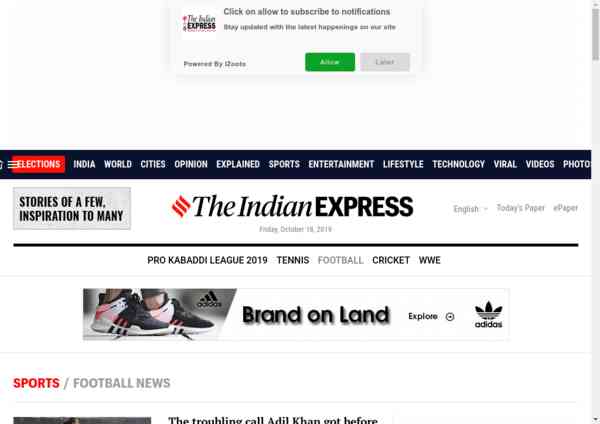 Click on allow to subscribe to notifications
The Indian
EXPRESS
Stay updated with the latest happenings on our site
Powered By iZooto
Allow
Later
ELECTIONS INDIA WORLD CITIES OPINION EXPLAINED SPORTS ENTERTAINMENT LIFESTYLE TECHNOLOGY VIRAL VIDEOS PHOTOS
STORIES OF A FEW,
INSPIRATION TO MANY
The Indian EXPRESS
English Today's Paper ePaper
Friday, October 18, 2019
PRO KABADDI LEAGUE 2019 TENNIS FOOTBALL CRICKET WWE
adidas
Brand on Land
Explore
adidas
SPORTS / FOOTBALL NEWS
The troubling call Adil Khan got before